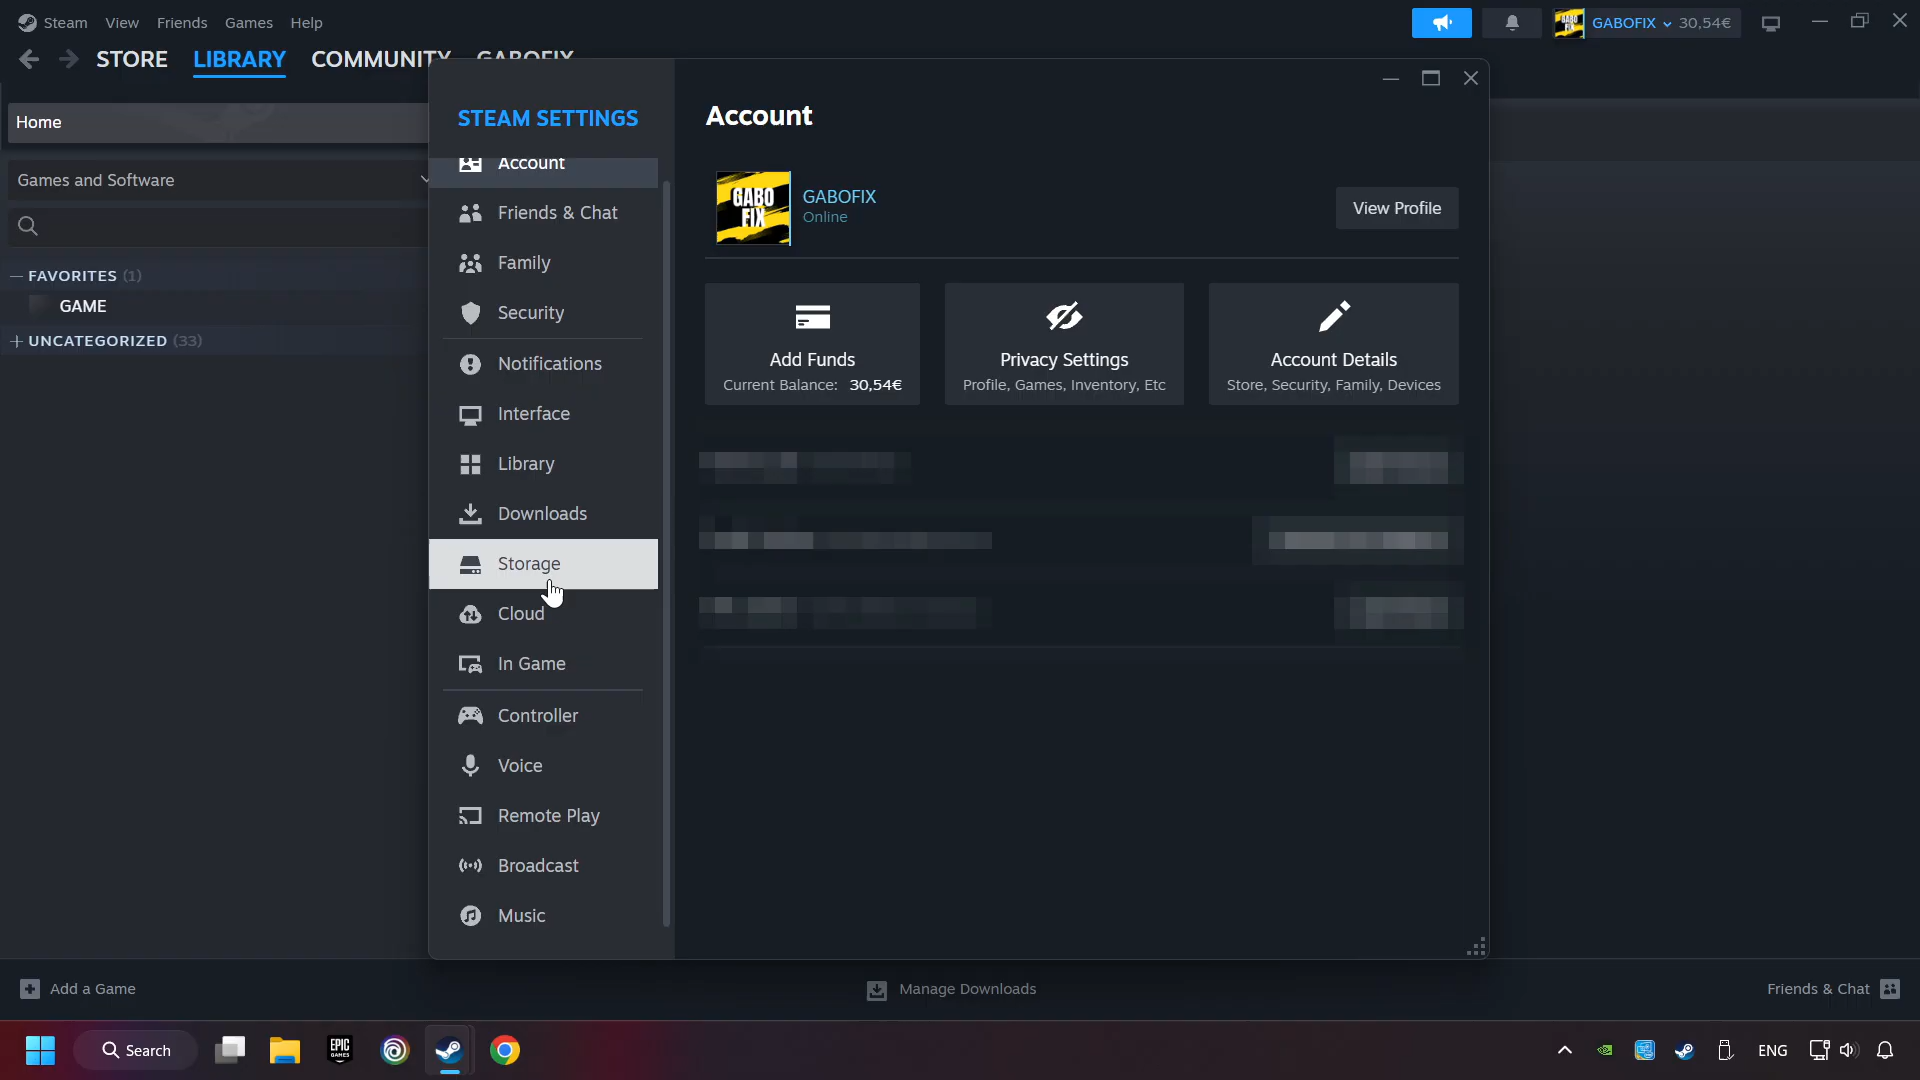 Steam View Friends Games Help
GABOFIX 30,54€
STORE LIBRARY COMMUNITY GABOFIX
Home
Games and Software
FAVORITES (1)
GAME
UNCATEGORIZED (33)
STEAM SETTINGS
Account
Friends & Chat
Family
Security
Notifications
Interface
Library
Downloads
Storage
Cloud
In Game
Controller
Voice
Remote Play
Broadcast
Music
Account
GABO
FIX
GABOFIX
Online
View Profile
Add Funds
Current Balance: 30,54€
Privacy Settings
Profile, Games, Inventory, Etc
Account Details
Store, Security, Family, Devices
Add a Game
Manage Downloads
Friends & Chat
Search
EPIC
GAMES
ENG